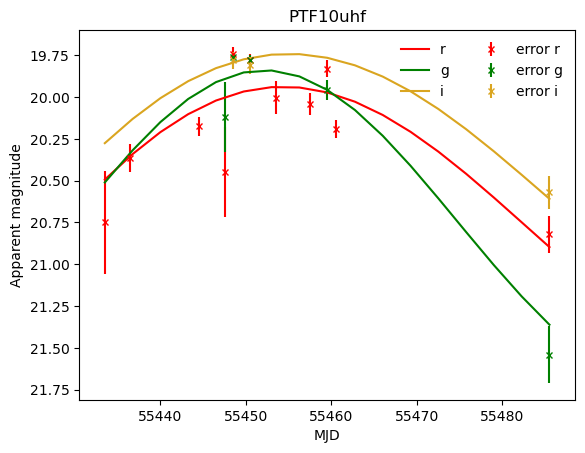 PTF10uhf
Apparent magnitude
19.75
20.00
20.25
20.50
20.75
21.00
21.25
21.50
21.75
r
g
i
error r
error g
error i
55440
55450
55460
55470
55480
MJD